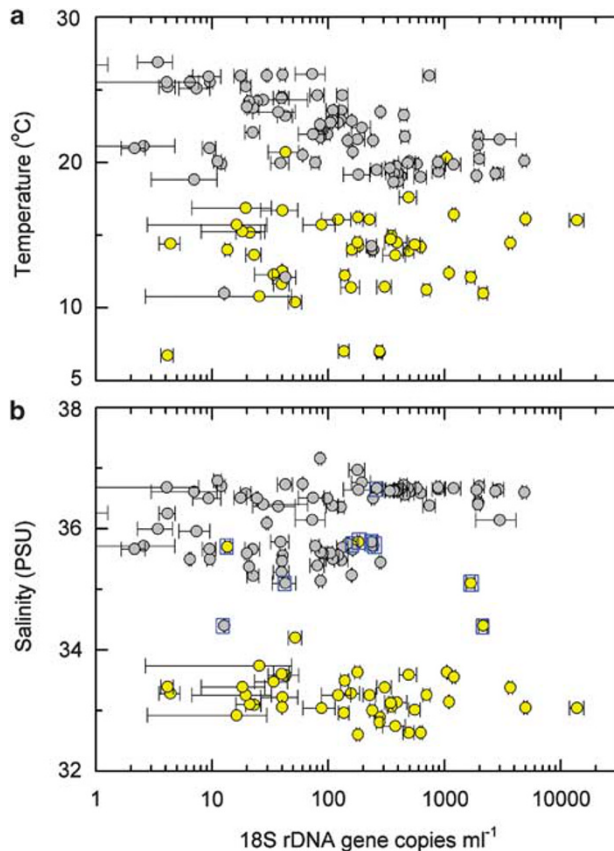 a
30
20
10
5
Temperature (°C)
b
38
36
34
32
Salinity (PSU)
1 10 100 1000 10000
18S rDNA gene copies ml-1